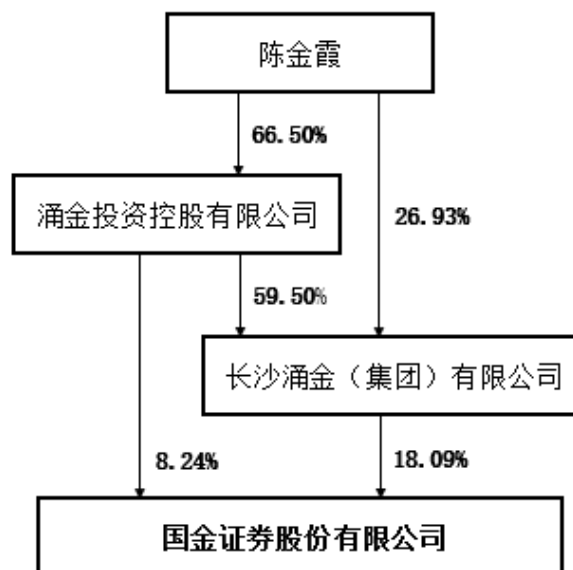 陈金霞
66.50%
涌金投资控股有限公司
26.93%
59.50%
长沙涌金（集团）有限公司
8.24%
18.09%
国金证券股份有限公司